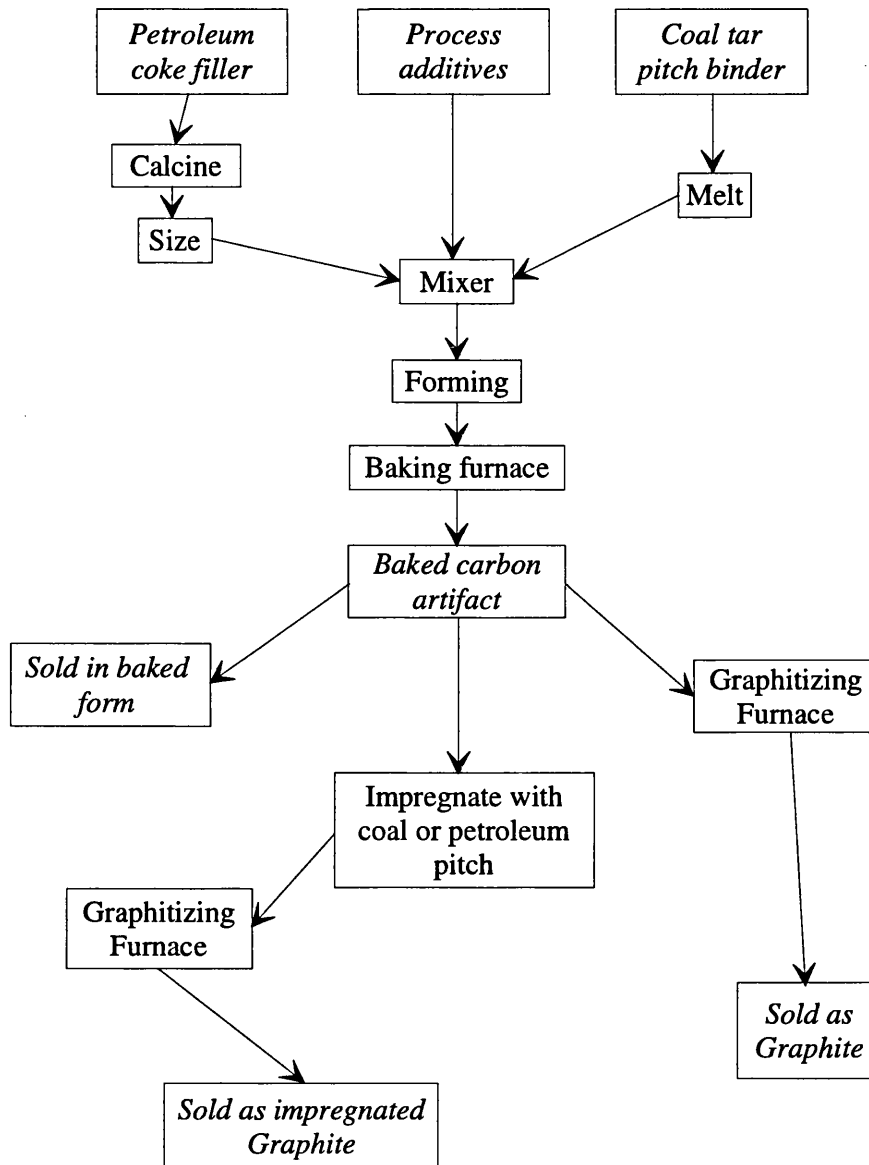 Petroleum
coke filler
Process
additives
Coal tar
pitch binder
Calcine
Melt
Size
Mixer
Forming
Baking furnace
Baked carbon
artifact
Sold in baked
form
Graphitizing
Furnace
Impregnate with
coal or petroleum
pitch
Graphitizing
Furnace
Sold as
Graphite
Sold as impregnated
Graphite